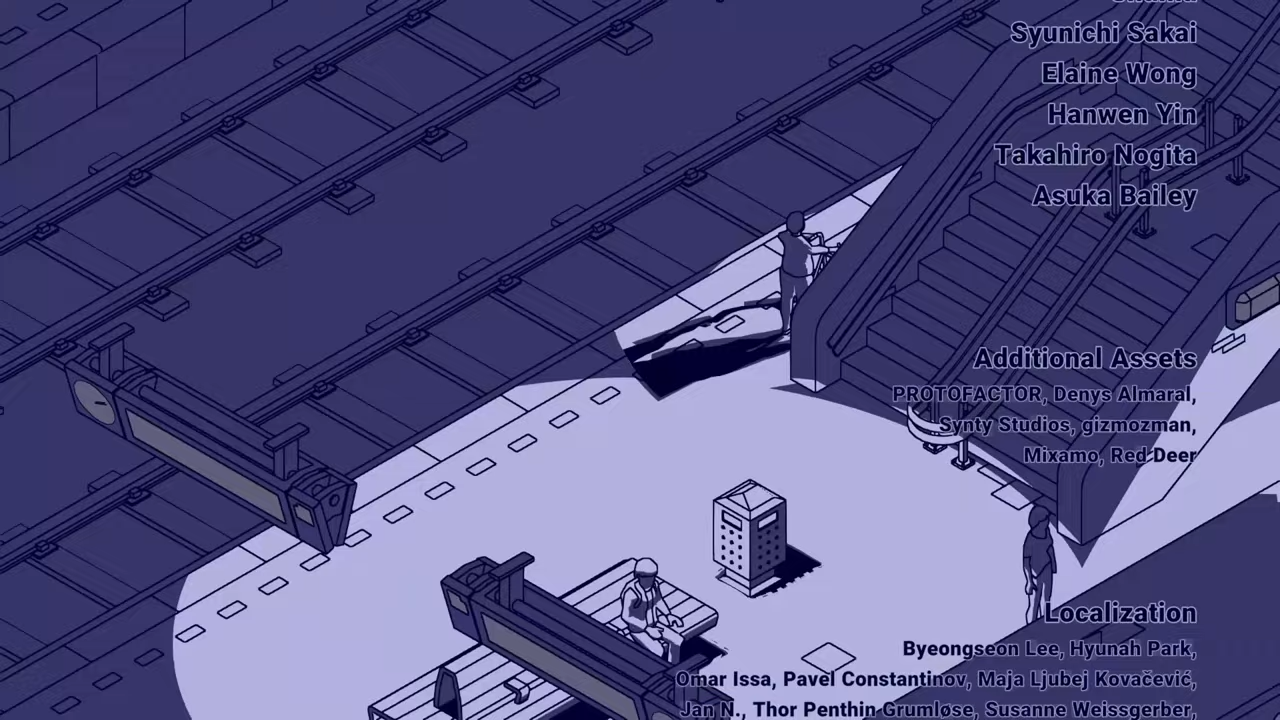 Syunichi Sakai
Elaine Wong
Hanwen Yin
Takahiro Nogita
Asuka Bailey
Additional Assets
PROTOFACTOR, Denys Almaral,
Synty Studios, gizmozman,
Mixamo, Red Deer
Localization
Byeongseon Lee, Hyunah Park,
Omar Issa, Pavel Constantinov, Maja Ljubej Kovačević,
Jan N., Thor Penthin Grumløse, Susanne Weissgerber,